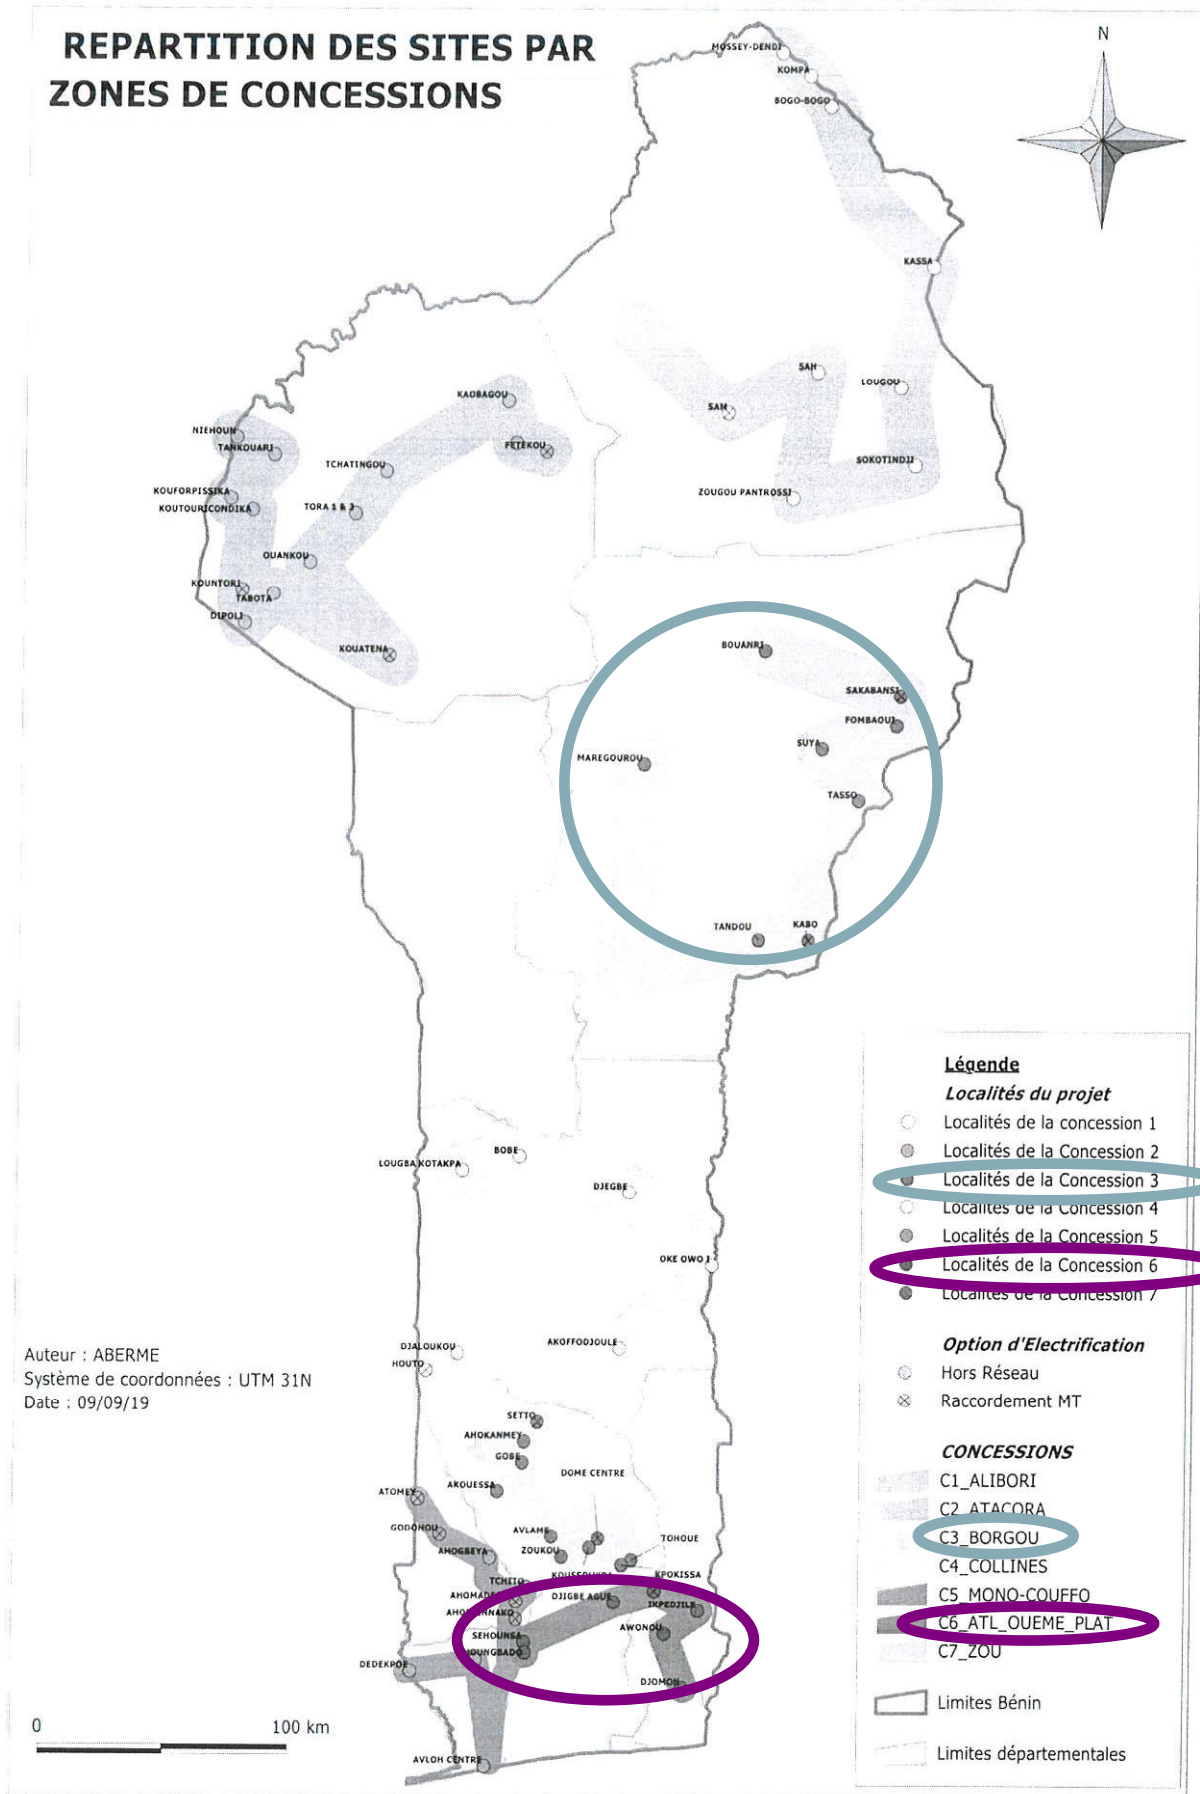 REPARTITION DES SITES PAR
ZONES DE CONCESSIONS
N
MOSSEY-DENDI
KOMPA
BOGO-BOGO
KASSA
SAH
LOUGOU
SAN
SOKOTINDJI
ZOUGOU PANTROSSI
KAOBAGOU
NIEHOUN
TANKOUARI
FETEKOU
TCHATINGOU
KOUFORPISSIKA
KOUTOURICONDIKA
TORA 1 &
OUANKOU
KOUNTORI
TABOTA
DIPOLI
KOUATENA
BOUANRI
SAKABANSI
FOMBAOUI
SUYA
MAREGOUROU
TASSO
TANDOU
KABO
BOBE
LOUGBA KOTAKPA
DJEGBE
OKE OWO I
DJALOUKOU
AKOFFODJOULE
HOUTO
SETTO
AHOKANMEY
GOBE
DOME CENTRE
AKOUESSA
ATOMEY
GODOHOU
AVLAME
TOHOUE
AHOGBEYA
ZOUKOU
KPOKISSA
TCHITO
DJIGBE AGUE
IKPEDJILE
AWONOU
SEHOUNSA
DEDEKPOE
DJOMON
AVLOH CENTRE
Auteur : ABERME
Système de coordonnées : UTM 31N
Date : 09/09/19
0 100 km
Légende
Localités du projet
Localités de la concession 1
Localités de la Concession 2
Localités de la Concession 3
Localités de la Concession 4
Localités de la Concession 5
Localités de la Concession 6
Localités de la Concession 7
Option d'Electrification
Hors Réseau
Raccordement MT
CONCESSIONS
C1_ALIBORI
C2_ATACORA
C3_BORGOU
C4_COLLINES
C5_MONO-COUFFO
C6_ATL_OUEME_PLAT
C7_ZOU
Limites Bénin
Limites départementales